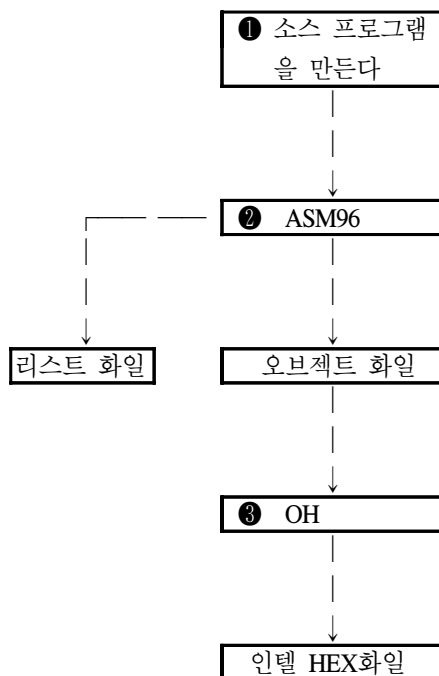 ❶ 소스 프로그램
을 만든다
❷ ASM96
리스트 화일
오브젝트 화일
❸ OH
인텔 HEX화일